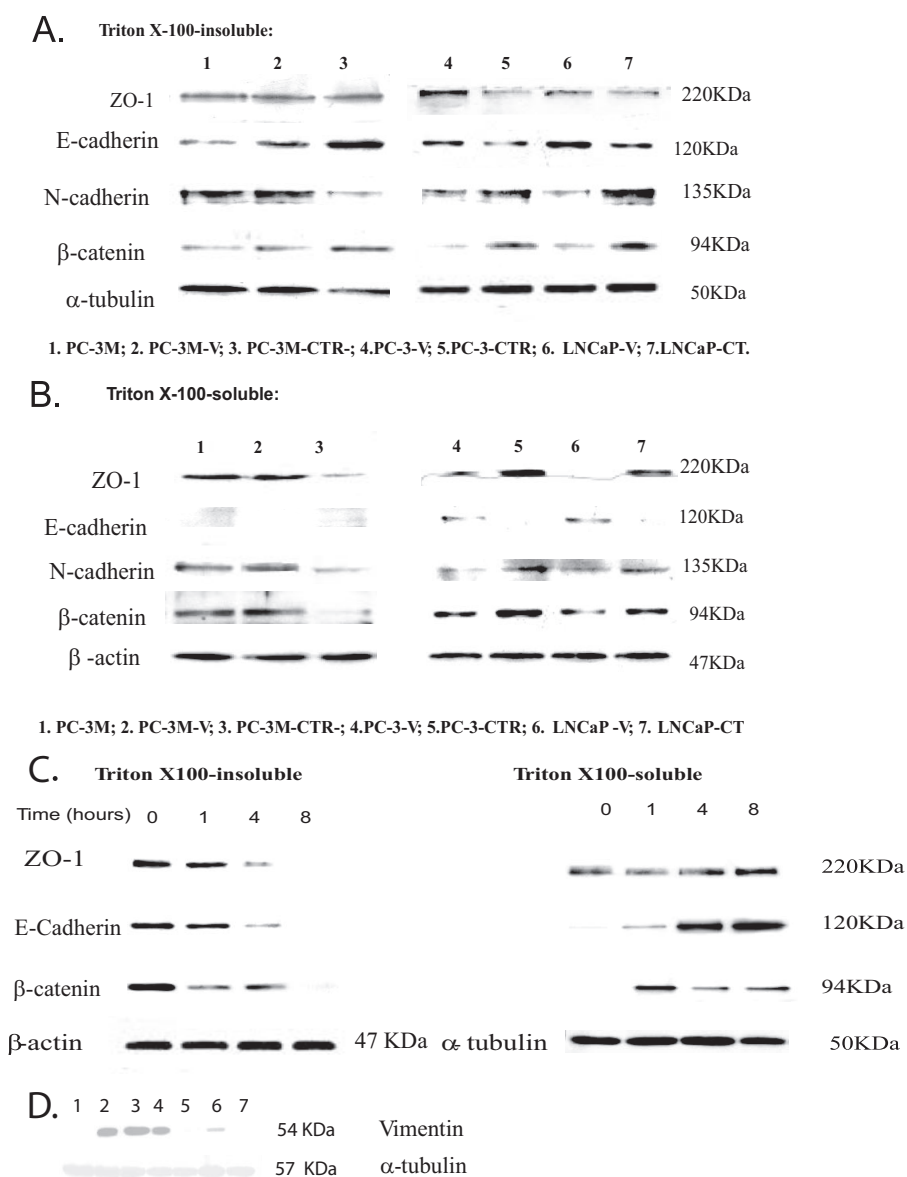 A. Triton X-100-insoluble:
1 2 3 4 5 6 7
ZO-1 220KDa
E-cadherin 120KDa
N-cadherin 135KDa
β-catenin 94KDa
α-tubulin 50KDa
1. PC-3M; 2. PC-3M-V; 3. PC-3M-CTR-; 4.PC-3-V; 5.PC-3-CTR; 6. LNCaP-V; 7.LNCaP-CT.
B. Triton X-100-soluble:
1 2 3 4 5 6 7
ZO-1 220KDa
E-cadherin 120KDa
N-cadherin 135KDa
β-catenin 94KDa
β -actin 47KDa
1. PC-3M; 2. PC-3M-V; 3. PC-3M-CTR-; 4.PC-3-V; 5.PC-3-CTR; 6. LNCaP -V; 7. LNCaP-CT
C. Triton X100-insoluble Triton X100-soluble
Time (hours) 0 1 4 8 0 1 4 8
ZO-1 220KDa
E-Cadherin 120KDa
β-catenin 94KDa
β-actin 47 KDa α- tubulin 50KDa
D. 1 2 3 4 5 6 7
54 KDa Vimentin
57 KDa α-tubulin